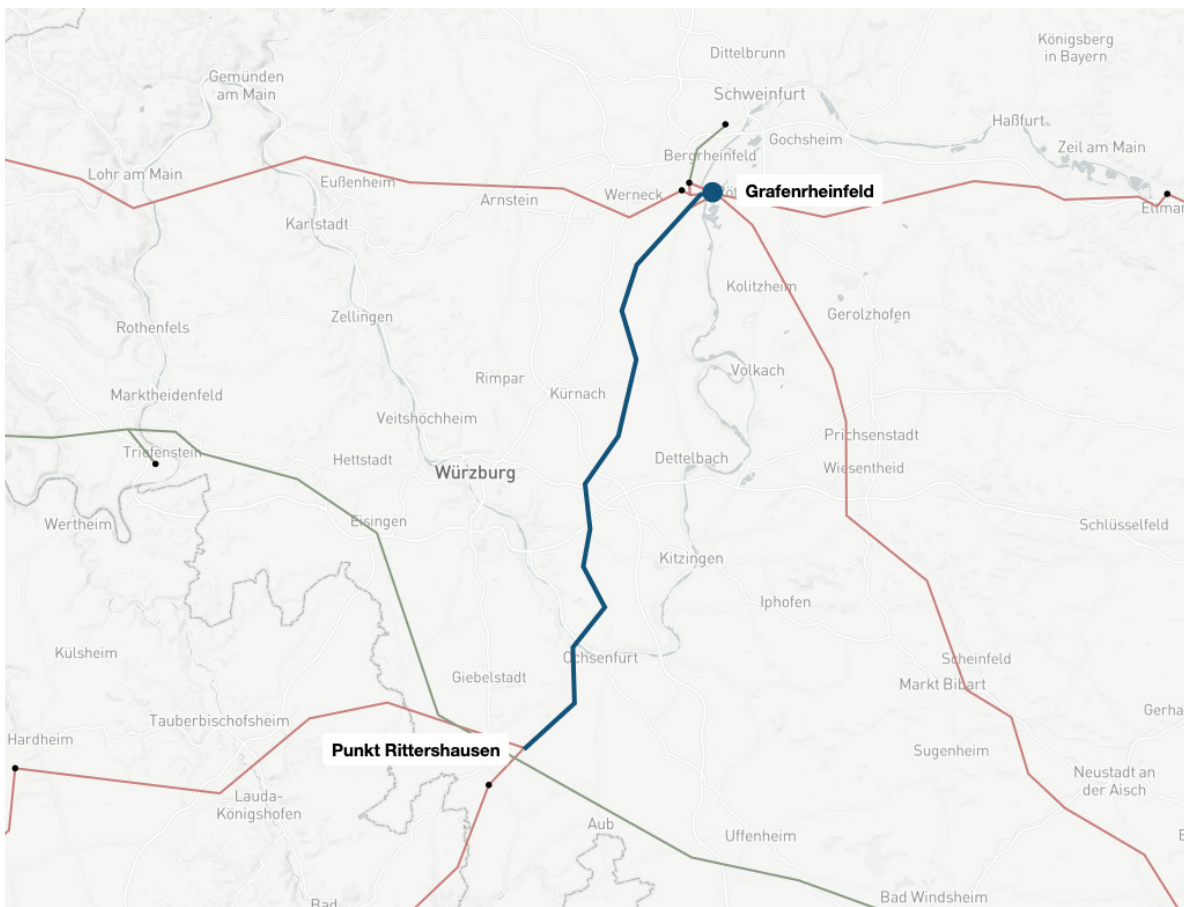 Dittelbrunn
Königsberg
in Bayern
Gemünden
am Main
Schweinfurt
Haßfurt
Gochsheim
Zeil am Main
Bergrheinfeld
Lohr am Main
Eußenheim
Arnstein
Werneck
Grafenrheinfeld
Karlstadt
Kolitzheim
Zellingen
Gerolzhofen
Rothenfels
Volkach
Rimpar
Kürnach
Marktheidenfeld
Veitshöchheim
Prichsenstadt
Triefenstein
Hettstadt
Dettelbach
Wiesentheid
Würzburg
Wertheim
Eisingen
Schlüsselfeld
Kitzingen
Iphofen
Külsheim
Ochsenfurt
Scheinfeld
Giebelstadt
Markt Bibart
Tauberbischofsheim
Hardheim
Punkt Rittershausen
Sugenheim
Neustadt an
der Aisch
Lauda-
Königshofen
Aub
Uffenheim
Bad Windsheim
Bad